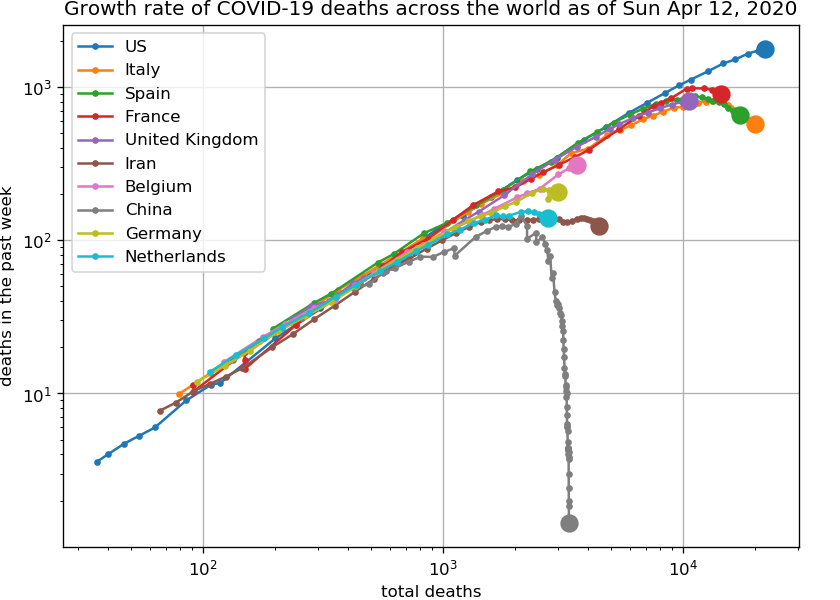 Growth rate of COVID-19 deaths across the world as of Sun Apr 12, 2020
US
Italy
Spain
France
United Kingdom
Iran
Belgium
China
Germany
Netherlands
deaths in the past week
10³
10²
10¹
10² 10³ 10⁴
total deaths